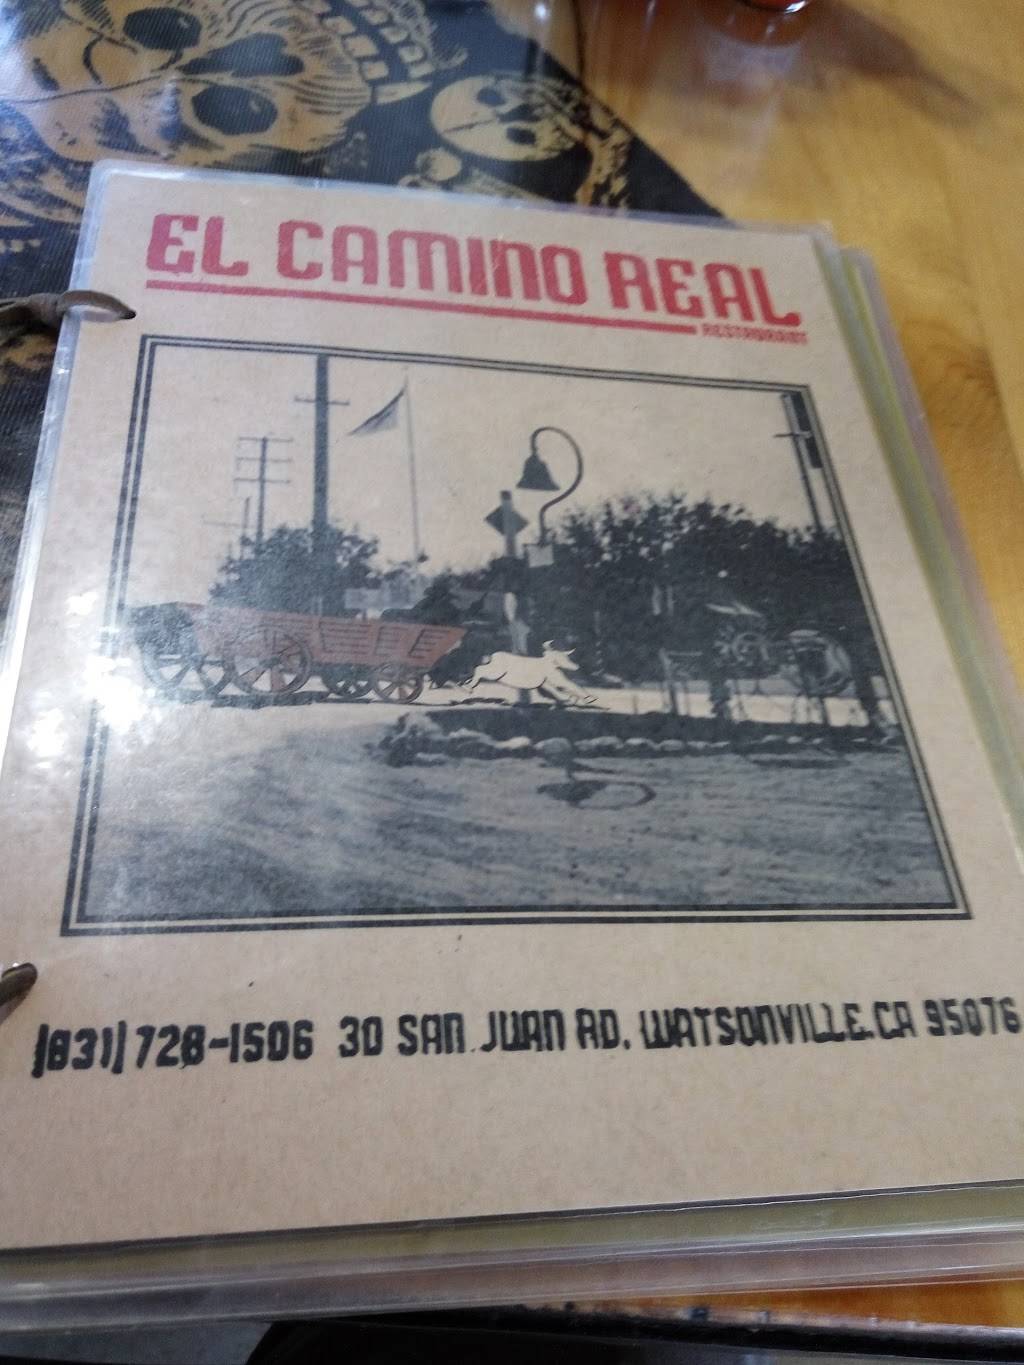 EL CAMINO REAL
RESTAURANT
(831) 728-1506 30 SAN JUAN RD, WATSONVILLE.CA 95076